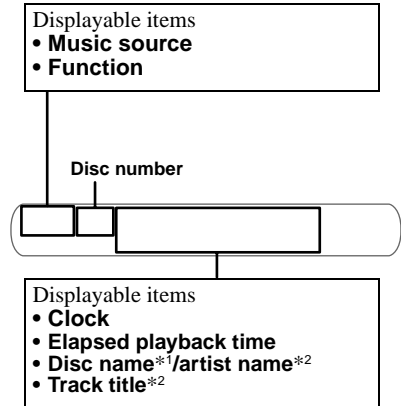 Displayable items
• Music source
• Function
Disc number
Displayable items
• Clock
• Elapsed playback time
• Disc name*1/artist name*2
• Track title*2